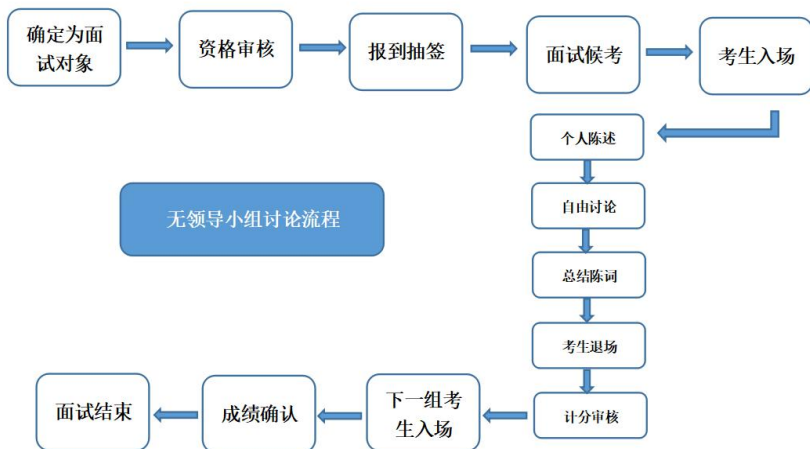 确定为面
试对象
资格审核
报到抽签
面试候考
考生入场
个人陈述
自由讨论
无领导小组讨论流程
总结陈词
考生退场
计分审核
下一组考
生入场
成绩确认
面试结束